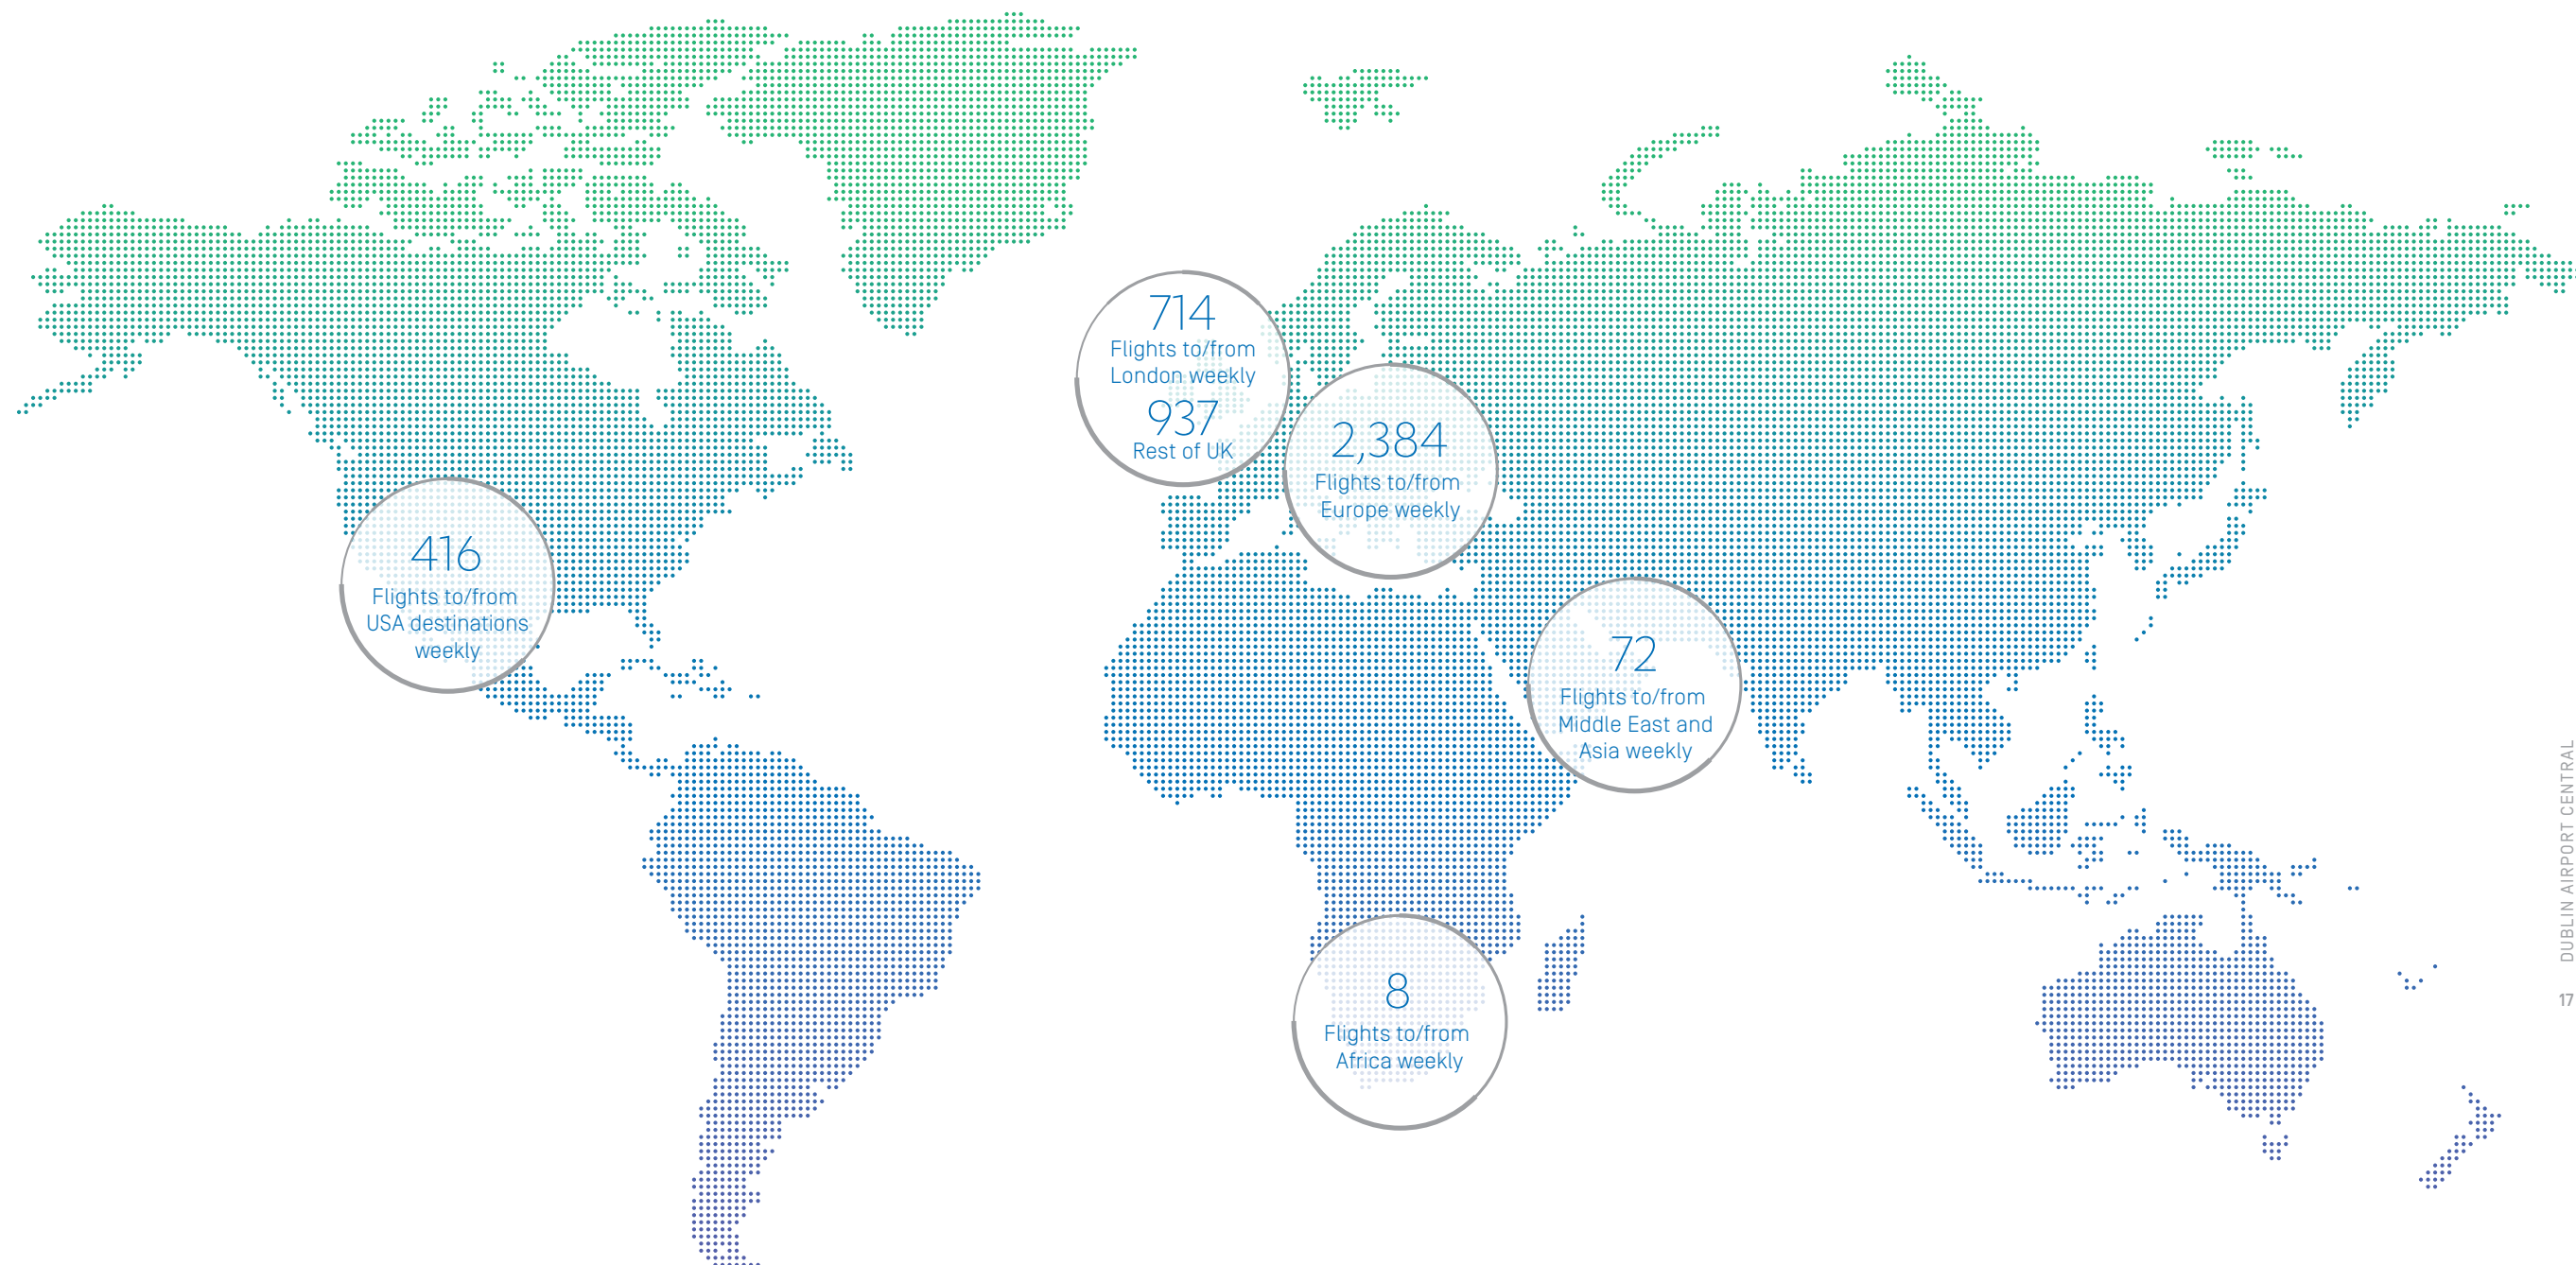 714
Flights to/from
London weekly
937
Rest of UK
2,384
Flights to/from
Europe weekly
416
Flights to/from
USA destinations
weekly
72
Flights to/from
Middle East and
Asia weekly
8
Flights to/from
Africa weekly
DUBLIN AIRPORT CENTRAL
17